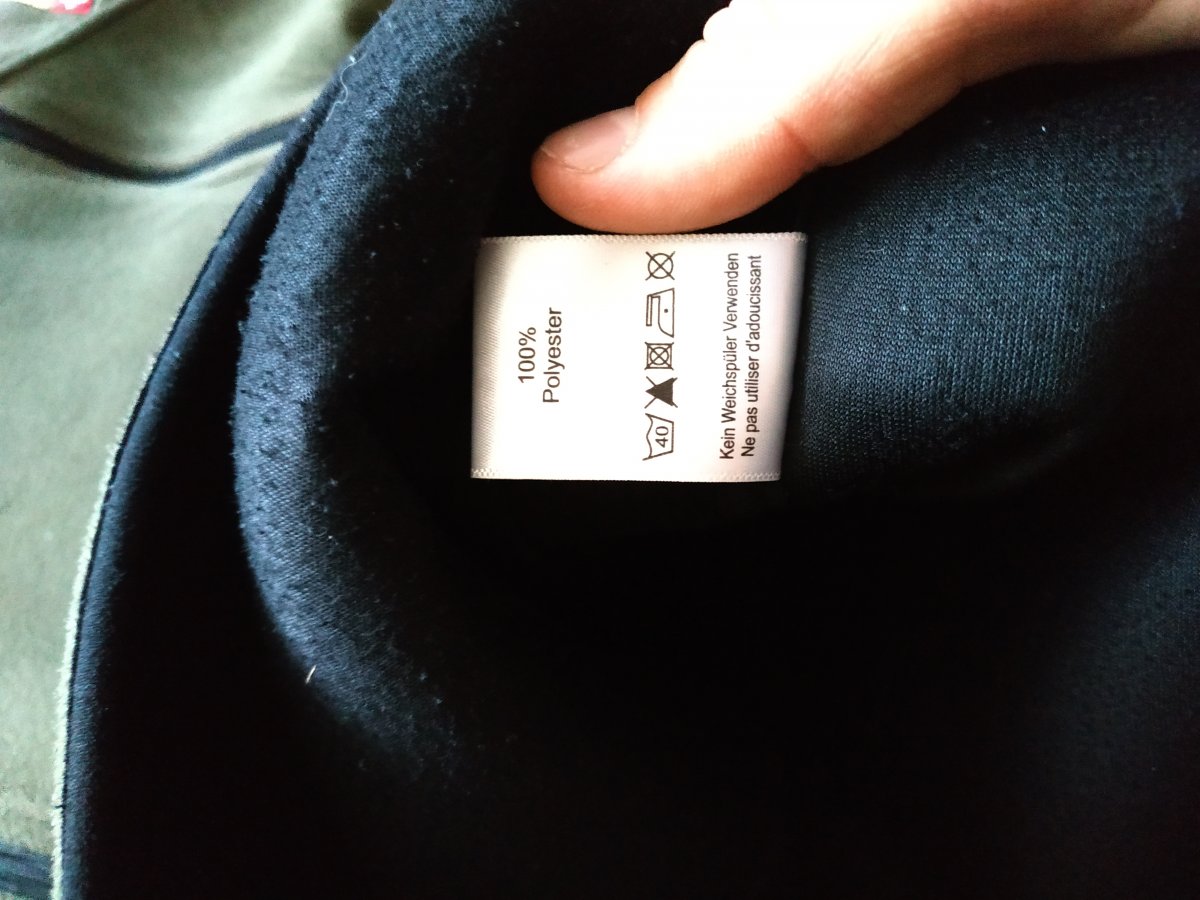 100%
Polyester
40
Kein Weichspüler Verwenden
Ne pas utiliser d'adoucissant